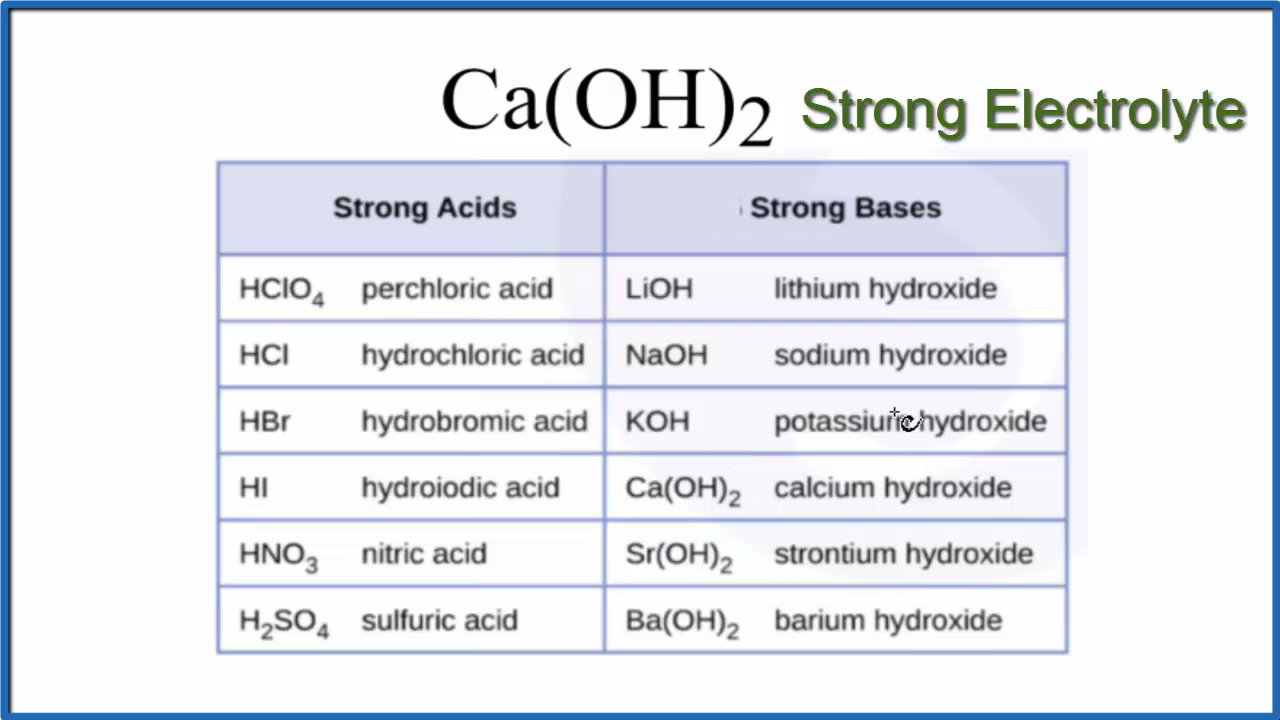 Ca(OH)₂ Strong Electrolyte
Strong Acids Strong Bases
HClO₄ perchloric acid LiOH lithium hydroxide
HCl hydrochloric acid NaOH sodium hydroxide
HBr hydrobromic acid KOH potassium hydroxide
HI hydroiodic acid Ca(OH)₂ calcium hydroxide
HNO₃ nitric acid Sr(OH)₂ strontium hydroxide
H₂SO₄ sulfuric acid Ba(OH)₂ barium hydroxide